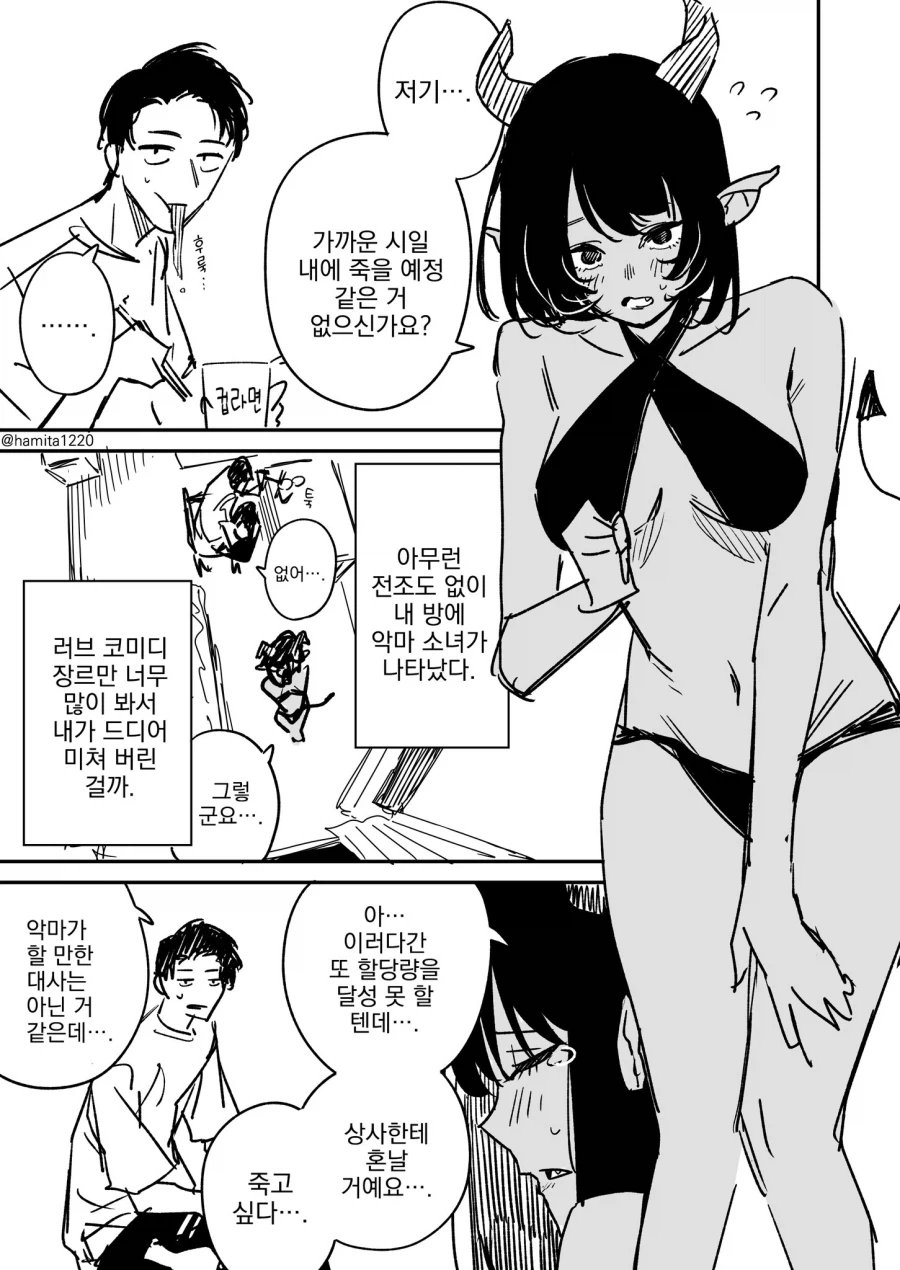 저기….
가까운 시일
내에 죽을 예정
같은 거
없으신가요?
후룩…
…….
컵라면
@hamita1220
아무런
전조도 없이
내 방에
악마 소녀가
나타났다.
툭
없어….
러브 코미디
장르만 너무
많이 봐서
내가 드디어
미쳐 버린
걸까.
그렇
군요….
아…
이러다간
또 할당량을
달성 못 할
텐데….
상사한테
혼날
거예요….
죽고
싶다….
악마가
할 만한
대사는
아닌 거
같은데….